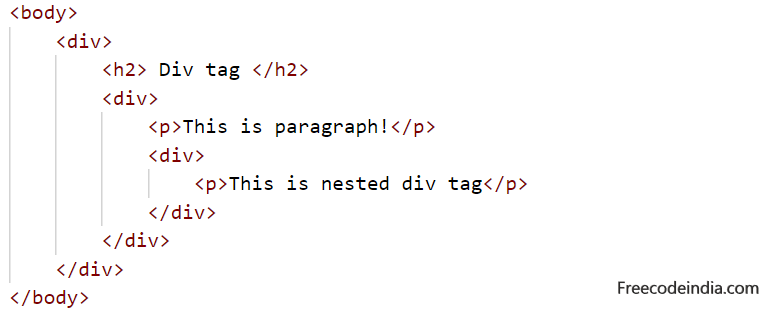 <body>
    <div>
        <h2> Div tag </h2>
        <div>
            <p>This is paragraph!</p>
            <div>
                <p>This is nested div tag</p>
            </div>
        </div>
    </div>
</body>
Freecodeindia.com